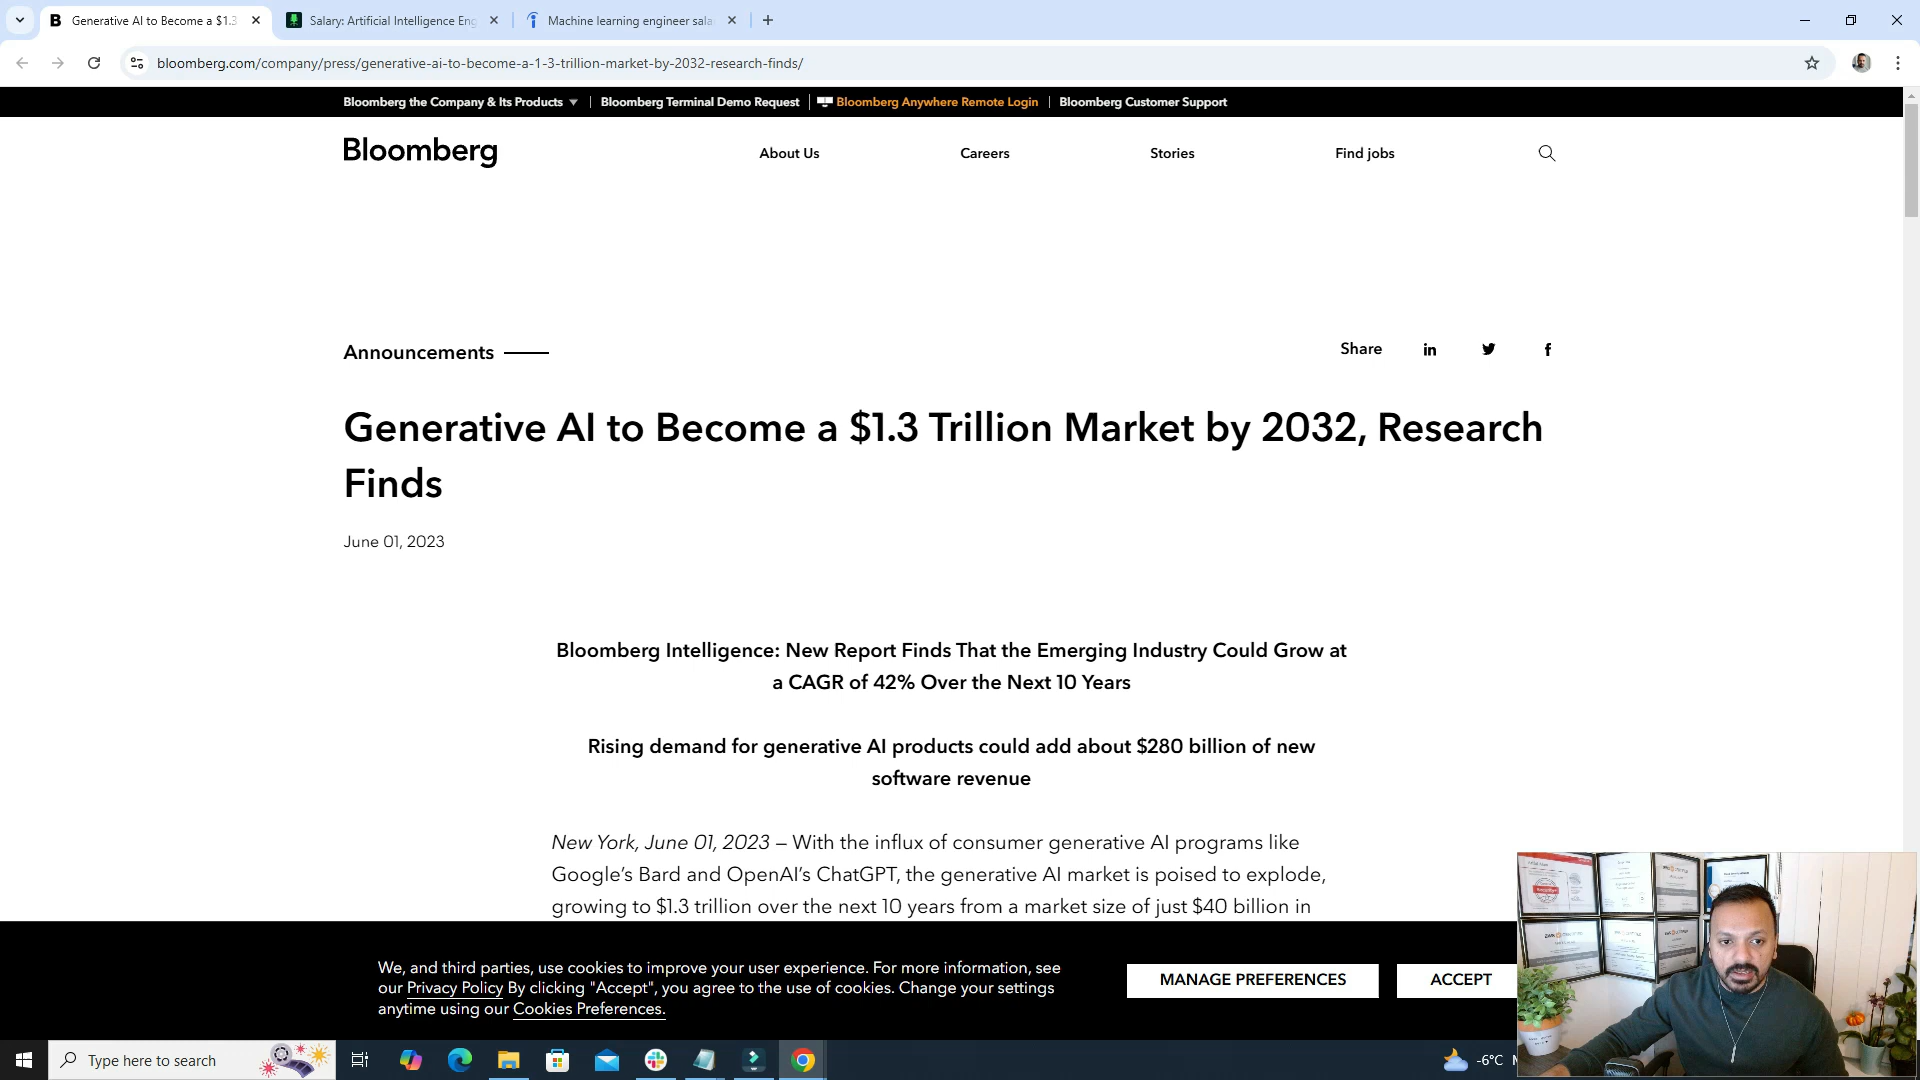 Generative AI to Become a $1.3
Salary: Artificial Intelligence Eng
Machine learning engineer sala
bloomberg.com/company/press/generative-ai-to-become-a-1-3-trillion-market-by-2032-research-finds/
Bloomberg the Company & Its Products
Bloomberg Terminal Demo Request
Bloomberg Anywhere Remote Login
Bloomberg Customer Support
Bloomberg
About Us
Careers
Stories
Find jobs
Announcements
Share
Generative AI to Become a $1.3 Trillion Market by 2032, Research
Finds
June 01, 2023
Bloomberg Intelligence: New Report Finds That the Emerging Industry Could Grow at
a CAGR of 42% Over the Next 10 Years
Rising demand for generative AI products could add about $280 billion of new
software revenue
New York, June 01, 2023 – With the influx of consumer generative AI programs like
Google's Bard and OpenAI's ChatGPT, the generative AI market is poised to explode,
growing to $1.3 trillion over the next 10 years from a market size of just $40 billion in
We, and third parties, use cookies to improve your user experience. For more information, see
our Privacy Policy By clicking "Accept", you agree to the use of cookies. Change your settings
anytime using our Cookies Preferences.
MANAGE PREFERENCES
ACCEPT
Type here to search
-6°C